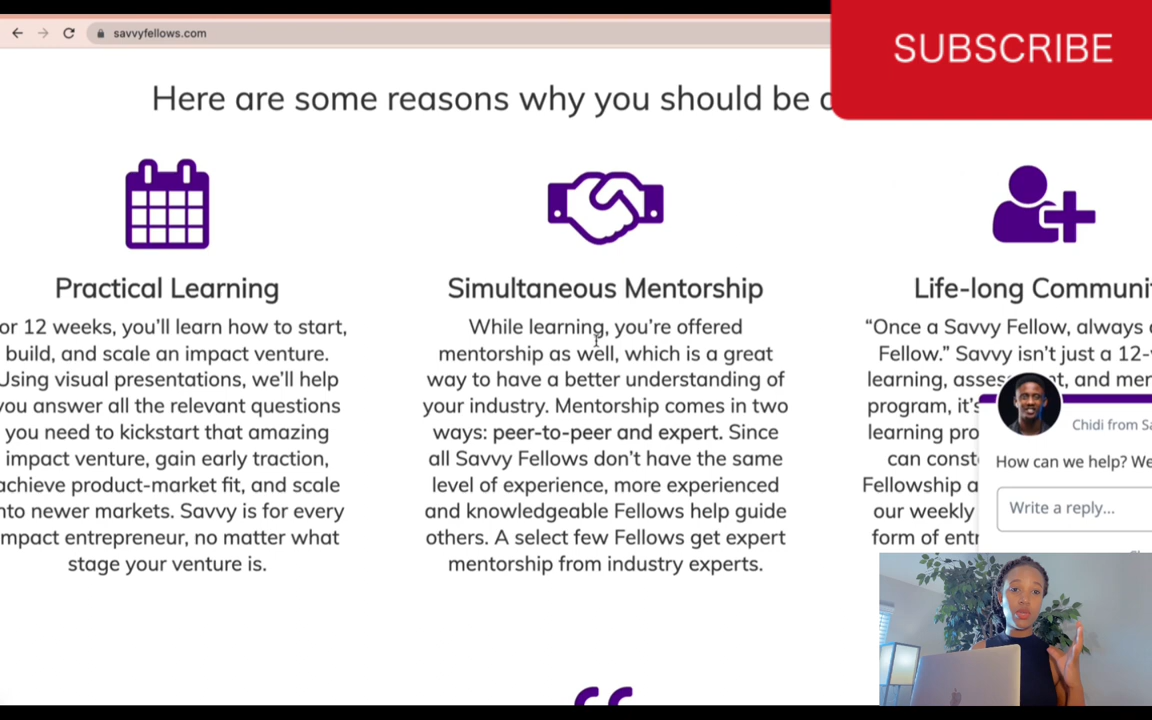 savvyfellows.com
SUBSCRIBE
Here are some reasons why you should be
Practical Learning
or 12 weeks, you'll learn how to start,
build, and scale an impact venture.
Using visual presentations, we'll help
you answer all the relevant questions
you need to kickstart that amazing
impact venture, gain early traction,
achieve product-market fit, and scale
nto newer markets. Savvy is for every
mpact entrepreneur, no matter what
stage your venture is.
Simultaneous Mentorship
While learning, you're offered
mentorship as well, which is a great
way to have a better understanding of
your industry. Mentorship comes in two
ways: peer-to-peer and expert. Since
all Savvy Fellows don't have the same
level of experience, more experienced
and knowledgeable Fellows help guide
others. A select few Fellows get expert
mentorship from industry experts.
Life-long Communi
“Once a Savvy Fellow, always
Fellow.” Savvy isn't just a 12-
learning, and
program, it's
learning pro
can const
Fellowship a
our weekly
form of
Chidi from Sa
How can we help? We
Write a reply...